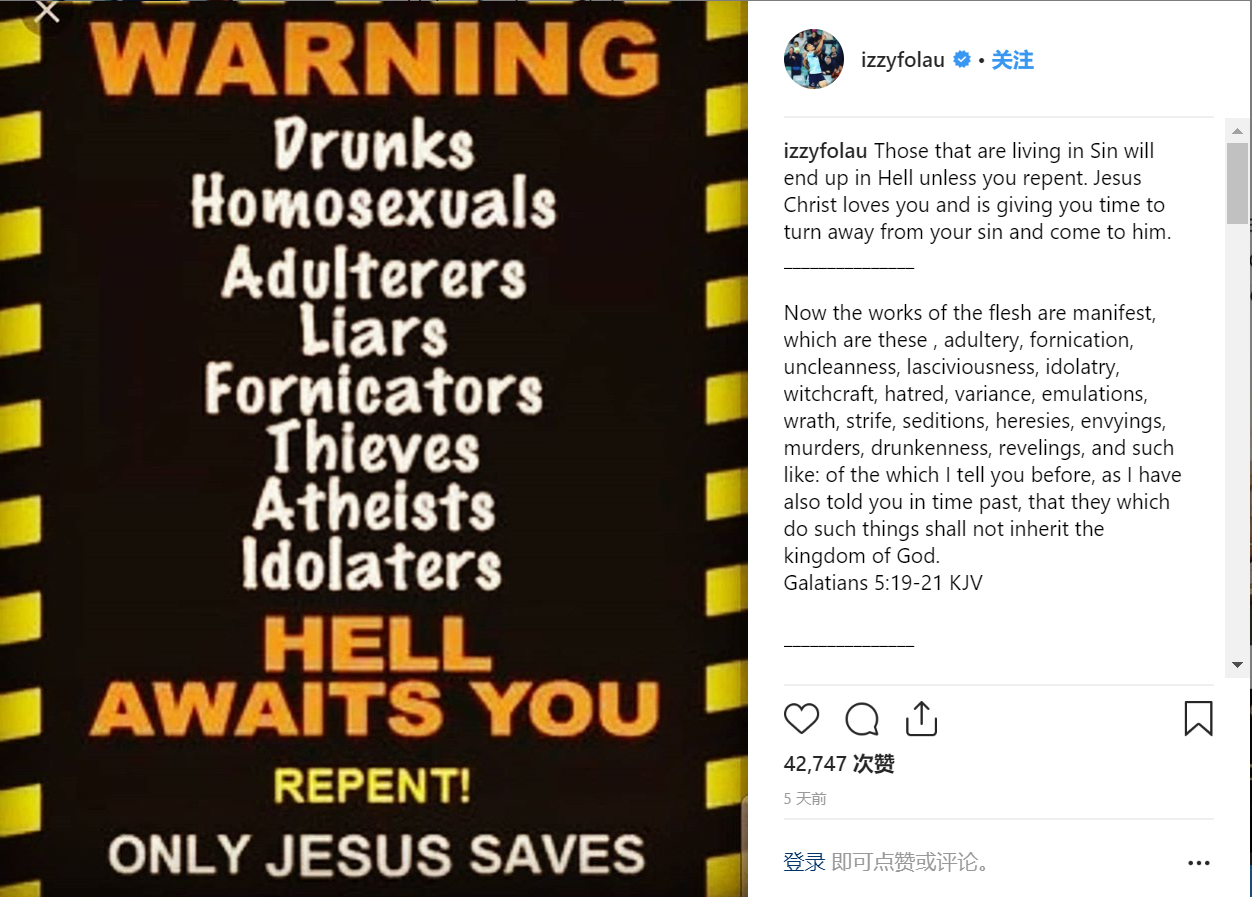 WARNING
Drunks
Homosexuals
Adulterers
Liars
Fornicators
Thieves
Atheists
Idolaters
HELL
AWAITS YOU
REPENT!
ONLY JESUS SAVES
izzyfolau • 关注
izzyfolau Those that are living in Sin will
end up in Hell unless you repent. Jesus
Christ loves you and is giving you time to
turn away from your sin and come to him.
_______________
Now the works of the flesh are manifest,
which are these , adultery, fornication,
uncleanness, lasciviousness, idolatry,
witchcraft, hatred, variance, emulations,
wrath, strife, seditions, heresies, envyings,
murders, drunkenness, revelings, and such
like: of the which I tell you before, as I have
also told you in time past, that they which
do such things shall not inherit the
kingdom of God.
Galatians 5:19-21 KJV
_______________
42,747 次赞
5 天前
登录 即可点赞或评论。